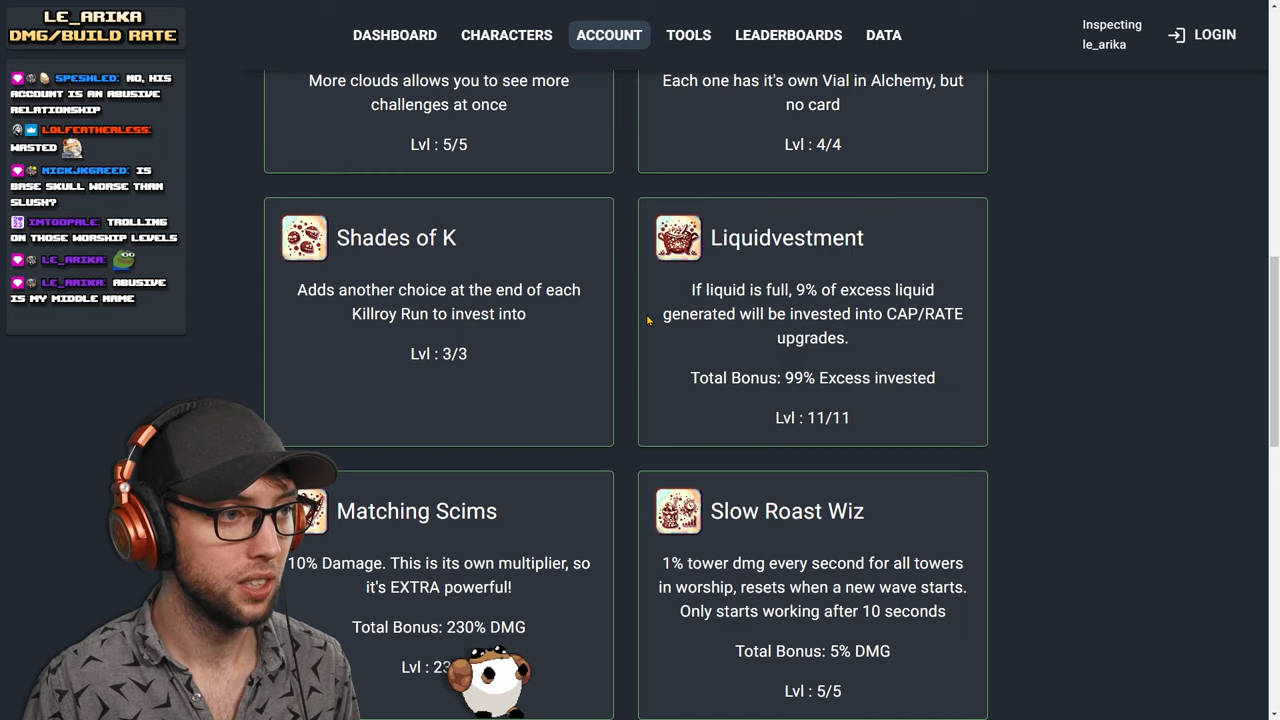 LE_ARIKA
DMG/BUILD RATE
DASHBOARD CHARACTERS ACCOUNT TOOLS LEADERBOARDS DATA
Inspecting
le_arika
LOGIN
SPESHLED: NO, HIS
ACCOUNT IS AN ABUSIVE
RELATIONSHIP
LOLFEATHERLESS:
WASTED
NICKJKGREED: IS
BASE SKULL WORSE THAN
SLUSH?
IMTOOPALE: TROLLING
ON THOSE WORSHIP LEVELS
LE_ARIKA:
LE_ARIKA: ABUSIVE
IS MY MIDDLE NAME
More clouds allows you to see more
challenges at once
Lvl : 5/5
Each one has it's own Vial in Alchemy, but
no card
Lvl : 4/4
Shades of K
Adds another choice at the end of each
Killroy Run to invest into
Lvl : 3/3
Liquidvestment
If liquid is full, 9% of excess liquid
generated will be invested into CAP/RATE
upgrades.
Total Bonus: 99% Excess invested
Lvl : 11/11
Matching Scims
10% Damage. This is its own multiplier, so
it's EXTRA powerful!
Total Bonus: 230% DMG
Lvl : 23
Slow Roast Wiz
1% tower dmg every second for all towers
in worship, resets when a new wave starts.
Only starts working after 10 seconds
Total Bonus: 5% DMG
Lvl : 5/5